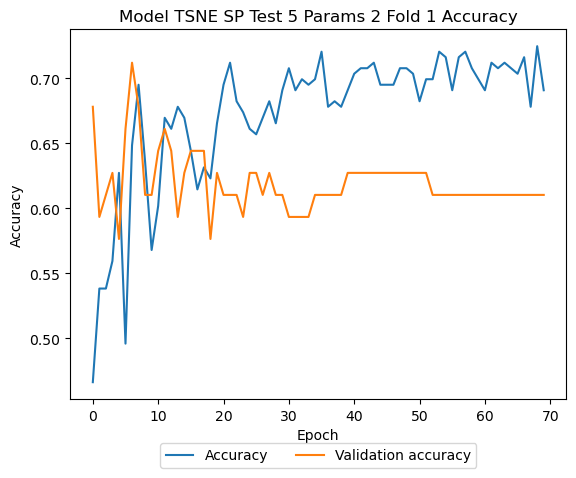 Model TSNE SP Test 5 Params 2 Fold 1 Accuracy
Accuracy
0.70
0.65
0.60
0.55
0.50
0 10 20 30 40 50 60 70
Epoch
Accuracy Validation accuracy